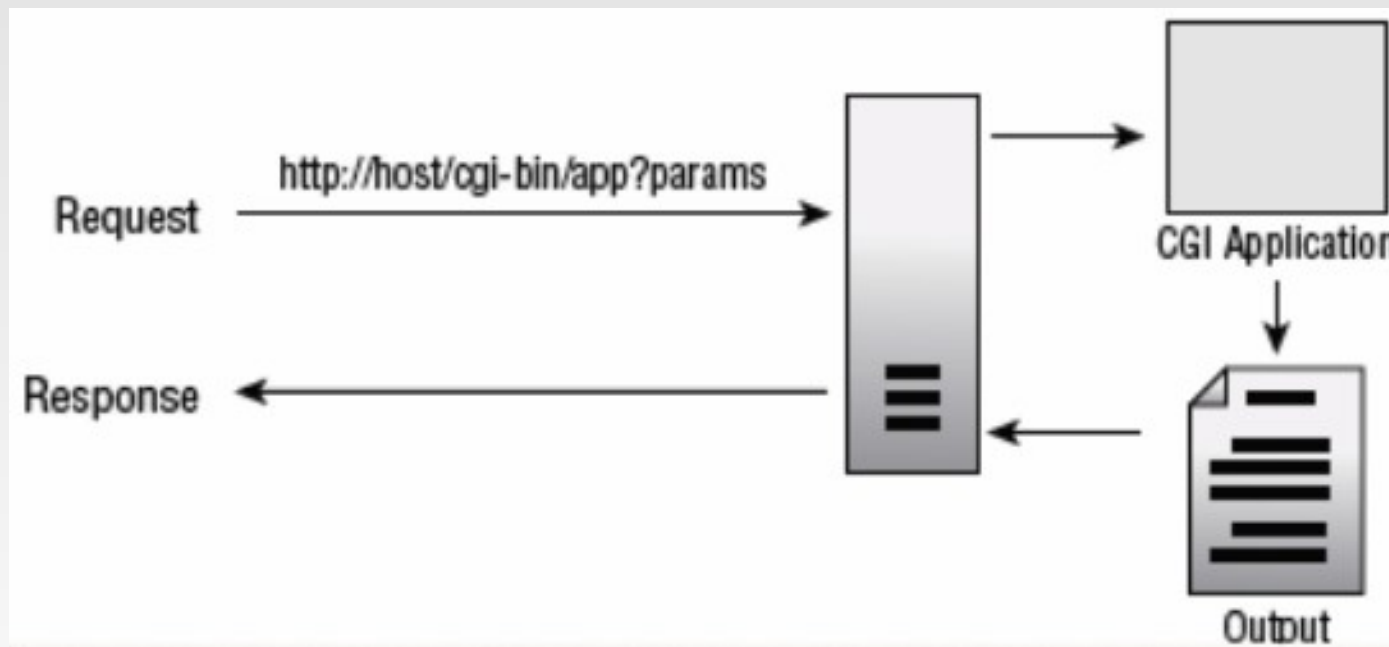 http://host/cgi-bin/app?params
Request
CGI Application
Response
Output